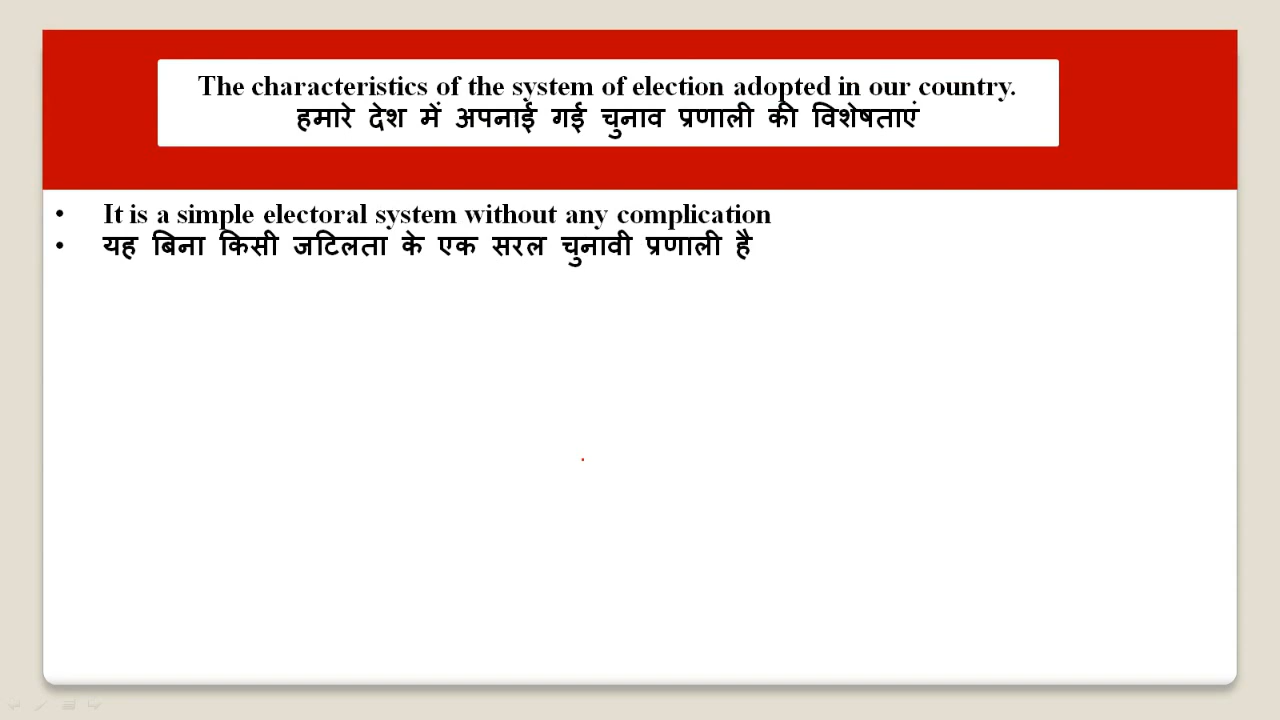 The characteristics of the system of election adopted in our country.
हमारे देश में अपनाई गई चुनाव प्रणाली की विशेषताएं
• It is a simple electoral system without any complication
• यह बिना किसी जटिलता के एक सरल चुनावी प्रणाली है